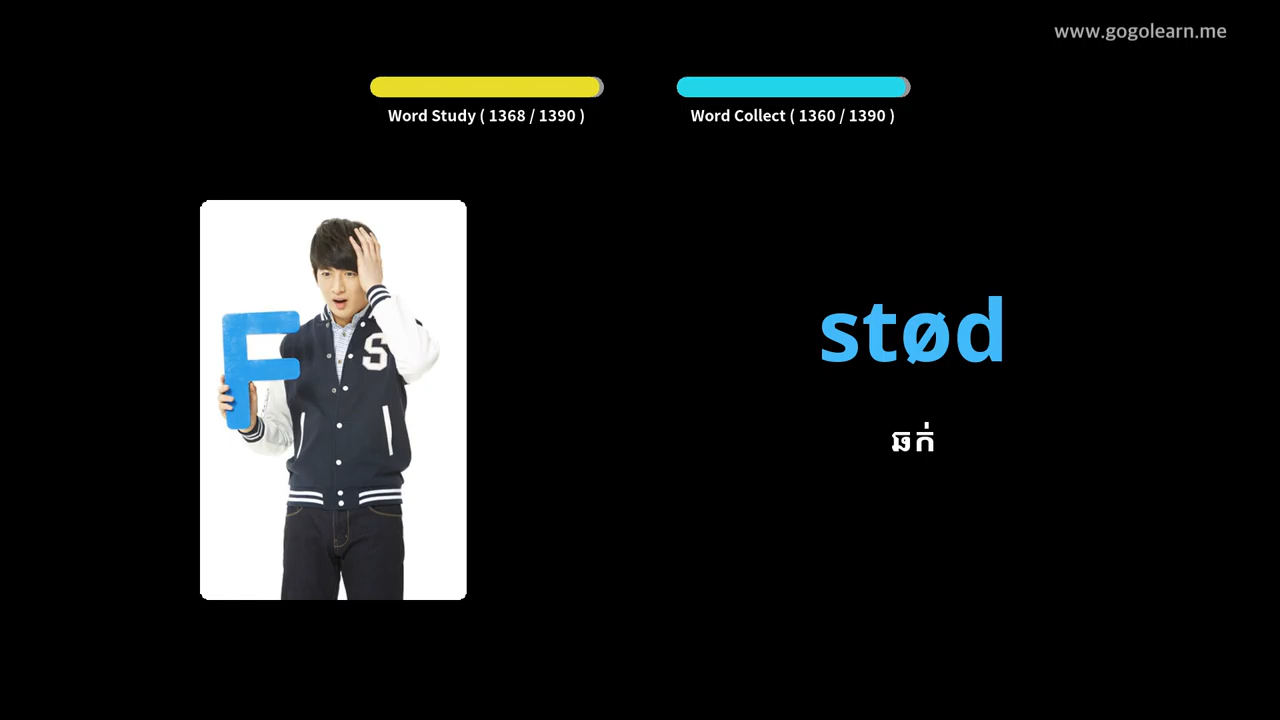 www.gogolearn.me
Word Study ( 1368 / 1390 )
Word Collect ( 1360 / 1390 )
F
S
stød
ឆក់